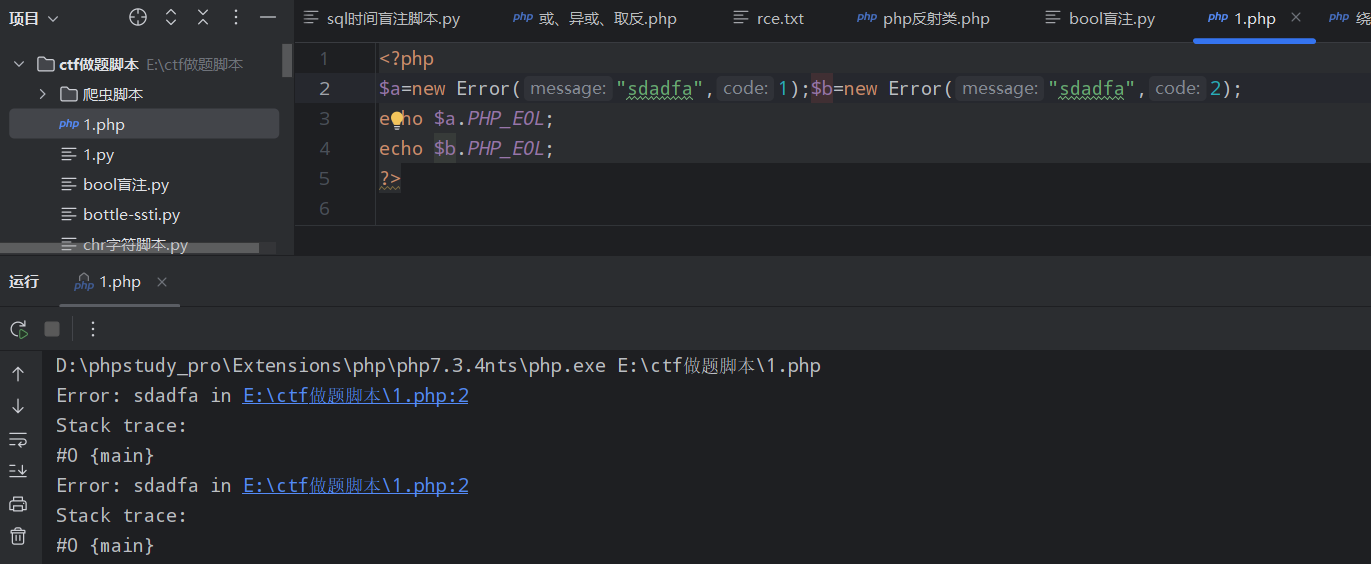 项目
sql时间盲注脚本.py
php 或、异或、取反.php
rce.txt
php php反射类.php
bool盲注.py
php 1.php
php 绕
ctf做题脚本 E:\ctf做题脚本
爬虫脚本
php 1.php
1.py
bool盲注.py
bottle-ssti.py
chr字符脚本.py
1 <?php
2 $a=new Error( message: "sdadfa", code: 1);$b=new Error( message: "sdadfa", code: 2);
3 echo $a.PHP_EOL;
4 echo $b.PHP_EOL;
5 ?>
6
运行
php 1.php
D:\phpstudy_pro\Extensions\php\php7.3.4nts\php.exe E:\ctf做题脚本\1.php
Error: sdadfa in E:\ctf做题脚本\1.php:2
Stack trace:
#0 {main}
Error: sdadfa in E:\ctf做题脚本\1.php:2
Stack trace:
#0 {main}